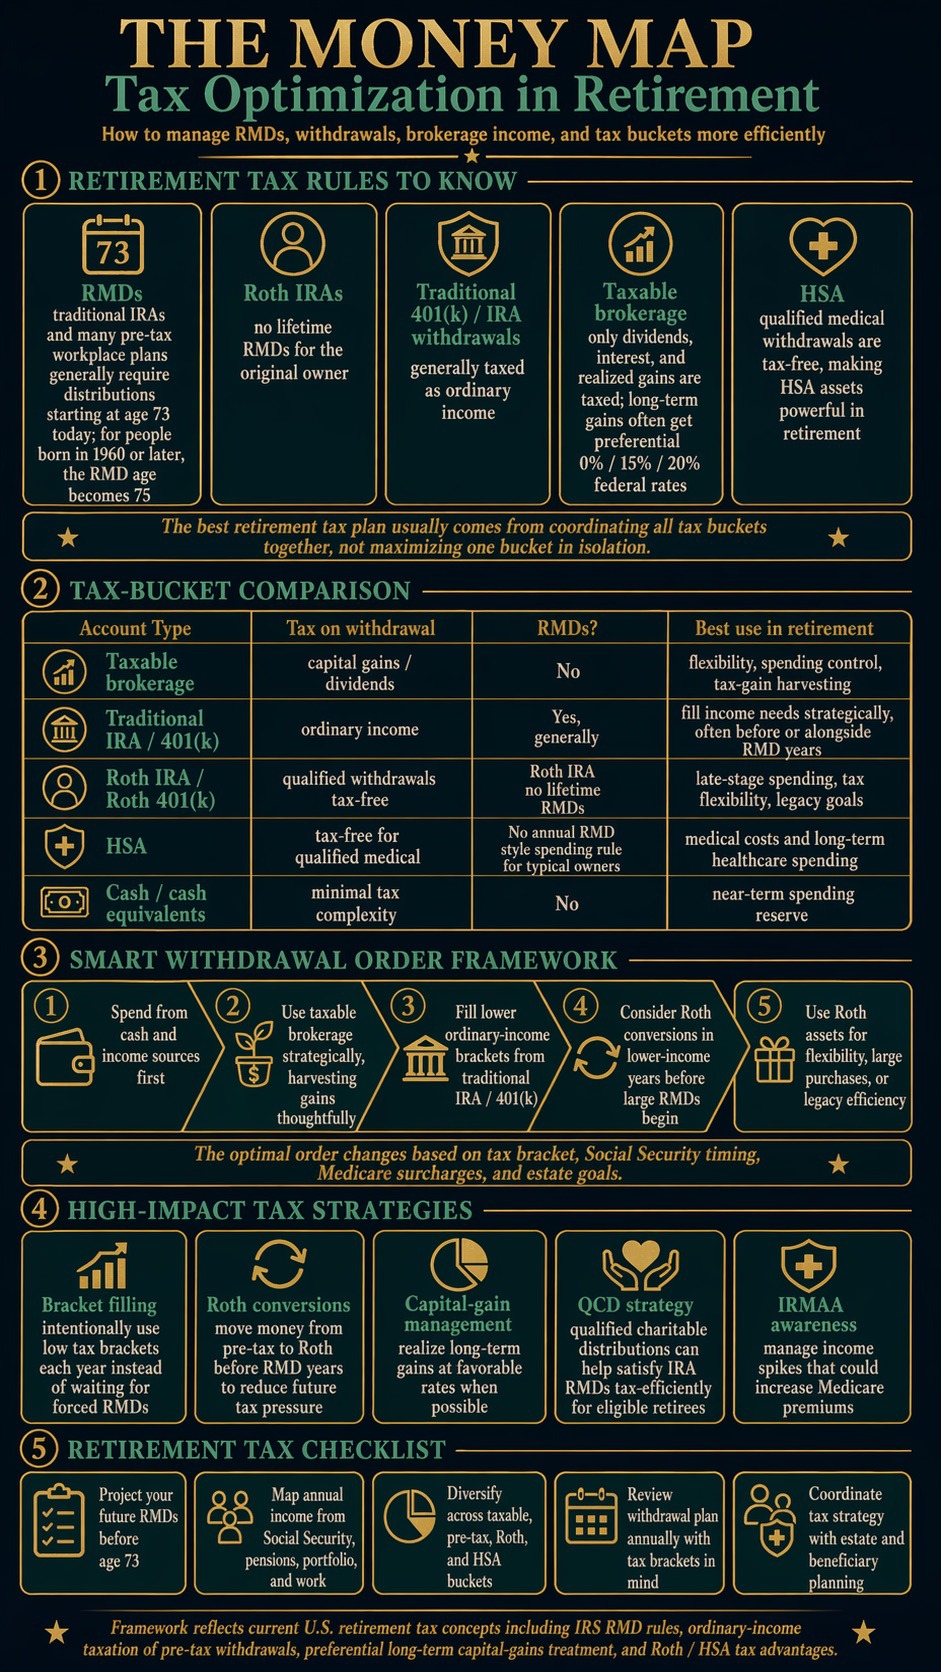 THE MONEY MAP
Tax Optimization in Retirement
How to manage RMDs, withdrawals, brokerage income, and tax buckets more efficiently
1 RETIREMENT TAX RULES TO KNOW
73
RMDs
traditional IRAs
and many pre-tax
workplace plans
generally require
distributions
starting at age 73
today; for people
born in 1960 or later,
the RMD age
becomes 75
Roth IRAs
no lifetime
RMDs for the
original owner
Traditional
401(k) / IRA
withdrawals
generally taxed
as ordinary
income
Taxable
brokerage
only dividends,
interest, and
realized gains are
taxed; long-term
gains often get
preferential
0% / 15% / 20%
federal rates
HSA
qualified medical
withdrawals are
tax-free, making
HSA assets
powerful in
retirement
The best retirement tax plan usually comes from coordinating all tax buckets
together, not maximizing one bucket in isolation.
2 TAX-BUCKET COMPARISON
Account Type
Tax on withdrawal
RMDs?
Best use in retirement
Taxable
brokerage
capital gains /
dividends
No
flexibility, spending control,
tax-gain harvesting
Traditional
IRA / 401(k)
ordinary income
Yes,
generally
fill income needs strategically,
often before or alongside
RMD years
Roth IRA /
Roth 401(k)
qualified withdrawals
tax-free
Roth IRA
no lifetime
RMDs
late-stage spending, tax
flexibility, legacy goals
HSA
tax-free for
qualified medical
No annual RMD
style spending rule
for typical owners
medical costs and long-term
healthcare spending
Cash / cash
equivalents
minimal tax
complexity
No
near-term spending
reserve
3 SMART WITHDRAWAL ORDER FRAMEWORK
1
Spend from
cash and
income sources
first
2
$
Use taxable
brokerage
strategically,
harvesting
gains
thoughtfully
3
Fill lower
ordinary-income
brackets from
traditional
IRA / 401(k)
4
Consider Roth
conversions in
lower-income
years before
large RMDs
begin
5
Use Roth
assets for
flexibility, large
purchases, or
legacy efficiency
The optimal order changes based on tax bracket, Social Security timing,
Medicare surcharges, and estate goals.
4 HIGH-IMPACT TAX STRATEGIES
Bracket filling
intentionally use
low tax brackets
each year instead
of waiting for
forced RMDs
Roth conversions
move money from
pre-tax to Roth
before RMD years
to reduce future
tax pressure
Capital-gain
management
realize long-term
gains at favorable
rates when
possible
QCD strategy
qualified charitable
distributions can
help satisfy IRA
RMDs tax-efficiently
for eligible retirees
IRMAA
awareness
manage income
spikes that could
increase Medicare
premiums
5 RETIREMENT TAX CHECKLIST
Project your
future RMDs
before
age 73
Map annual
income from
Social Security,
pensions, portfolio,
and work
Diversify
across taxable,
pre-tax, Roth,
and HSA
buckets
Review
withdrawal plan
annually with
tax brackets in
mind
Coordinate
tax strategy
with estate and
beneficiary
planning
Framework reflects current U.S. retirement tax concepts including IRS RMD rules, ordinary-income
taxation of pre-tax withdrawals, preferential long-term capital-gains treatment, and Roth / HSA tax advantages.